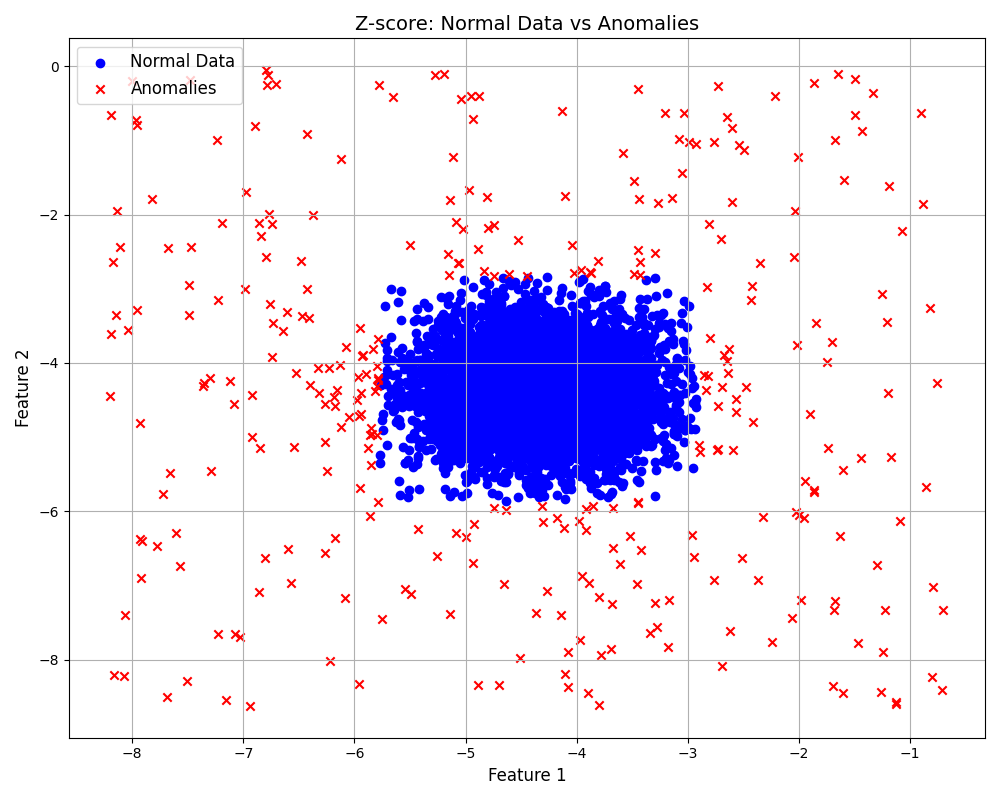 Z-score: Normal Data vs Anomalies
Normal Data
Anomalies
0
−2
−4
−6
−8
Feature 2
−8 −7 −6 −5 −4 −3 −2 −1
Feature 1